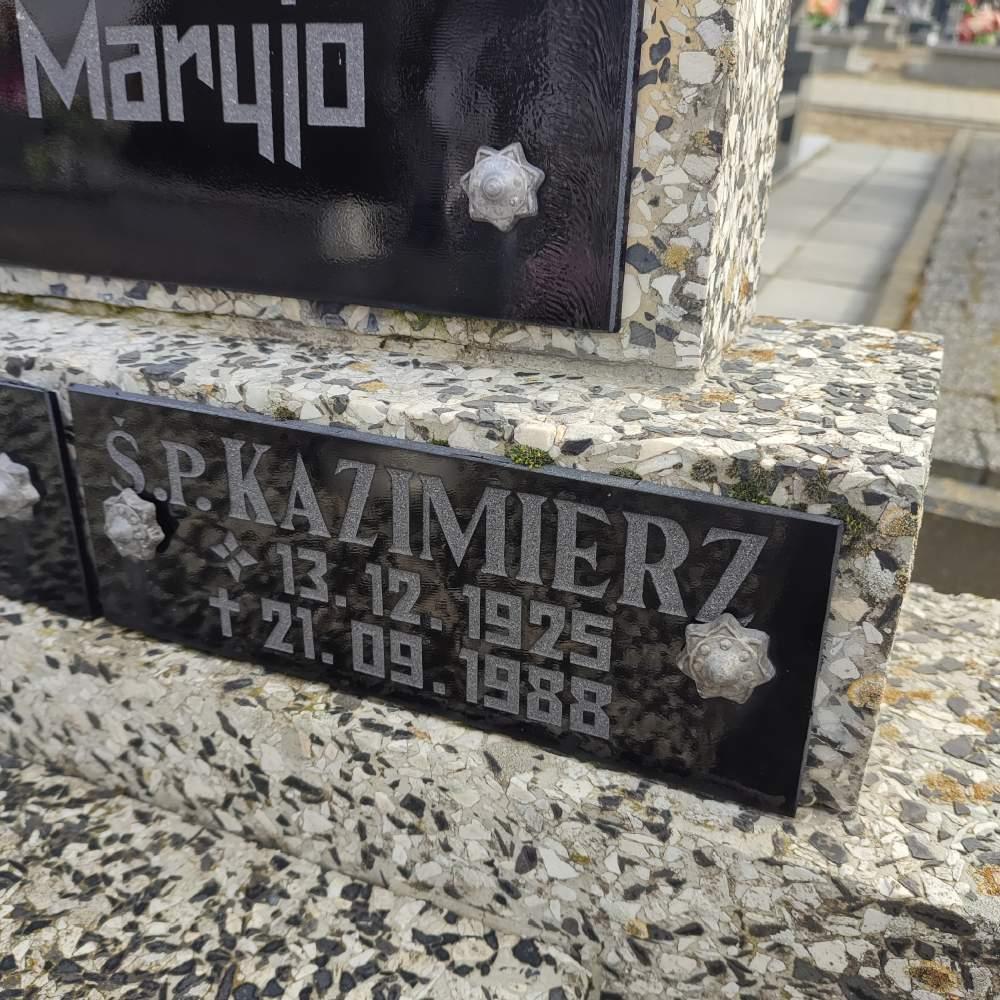 Maryjo
Ś.P. KAZIMIERZ
13. 12. 1925
✝ 21. 09. 1988